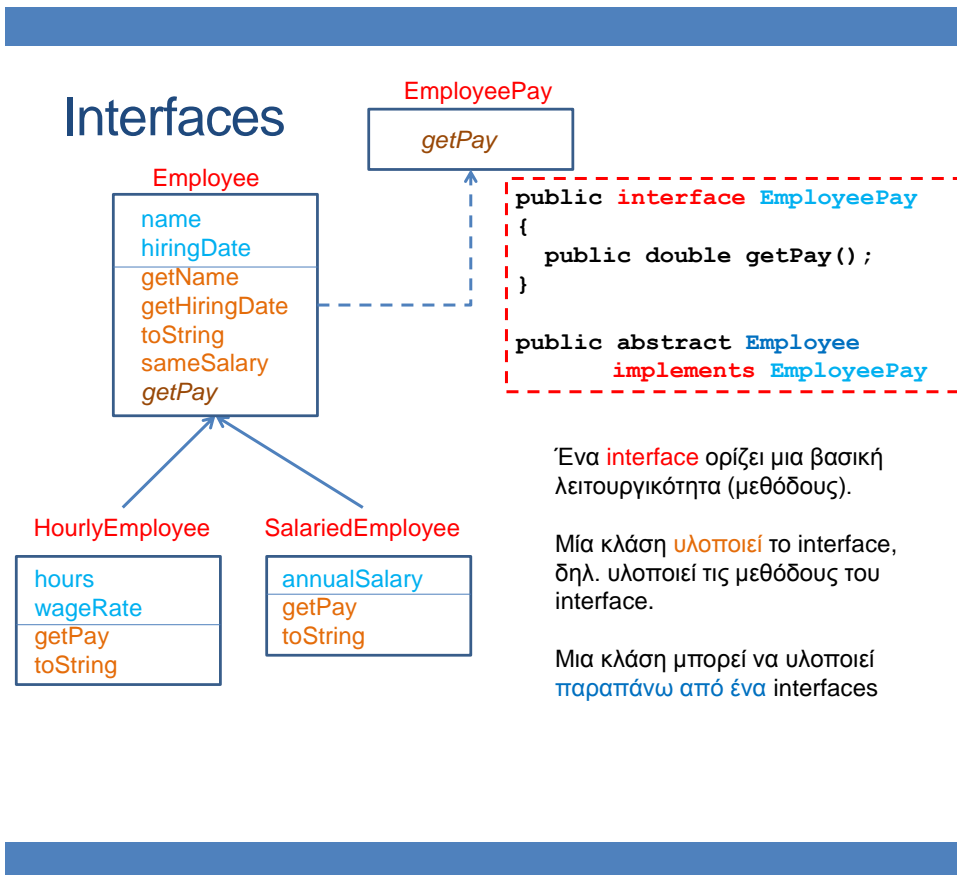 Interfaces
EmployeePay
getPay
Employee
name
hiringDate
getName
getHiringDate
toString
sameSalary
getPay
HourlyEmployee
hours
wageRate
getPay
toString
SalariedEmployee
annualSalary
getPay
toString
public interface EmployeePay
{
public double getPay();
}
public abstract Employee
implements EmployeePay
Ένα interface ορίζει μια βασική
λειτουργικότητα (μεθόδους).
Μία κλάση υλοποιεί το interface,
δηλ. υλοποιεί τις μεθόδους του
interface.
Μια κλάση μπορεί να υλοποιεί
παραπάνω από ένα interfaces